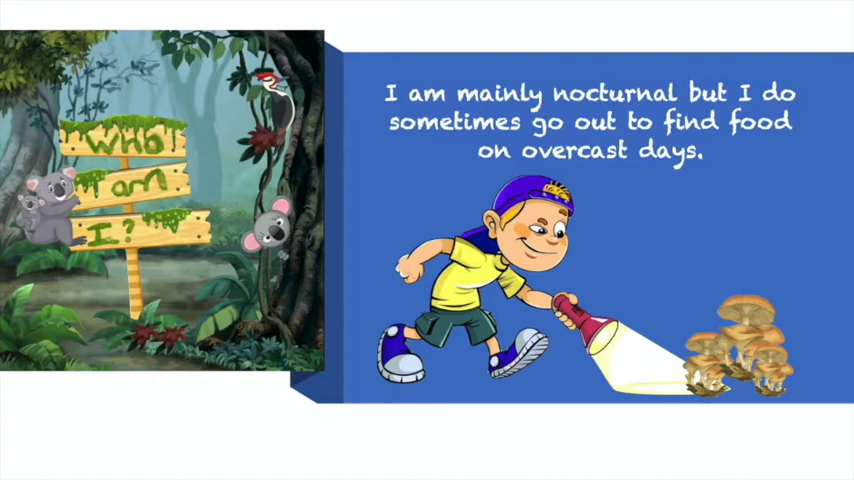 Who
am
I?
I am mainly nocturnal but I do
sometimes go out to find food
on overcast days.